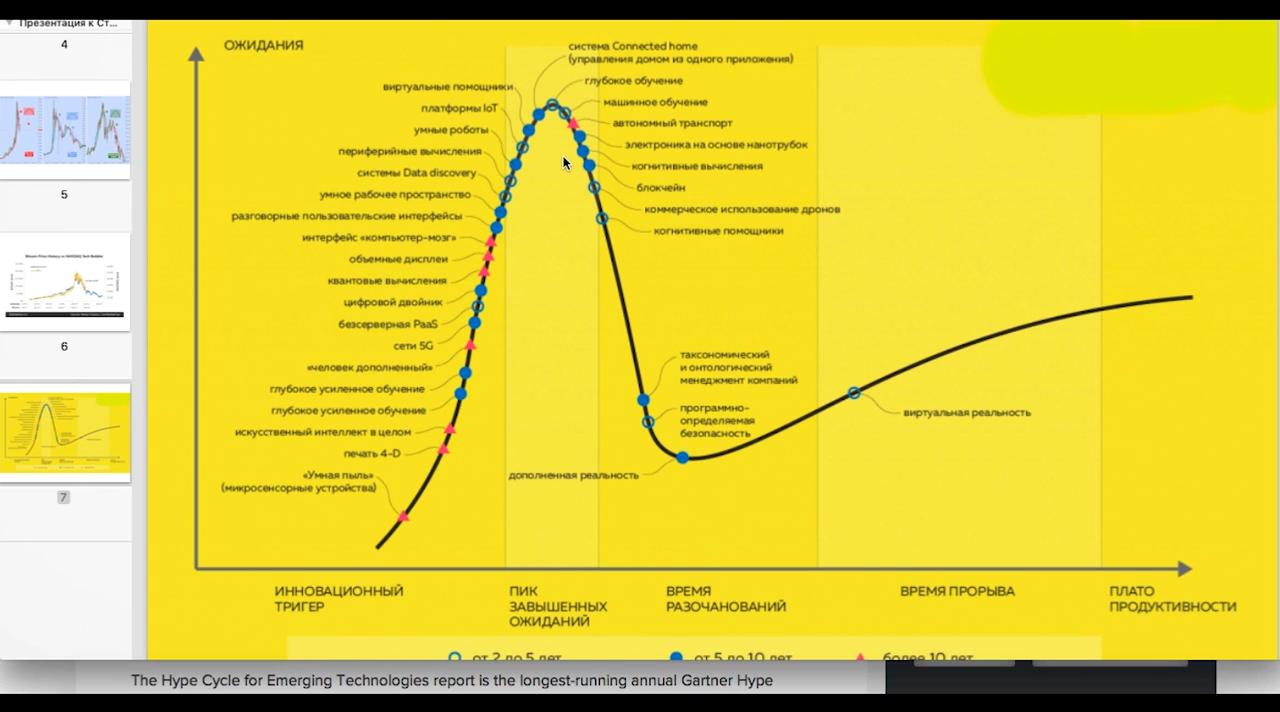 Презентация к Ст...
4
5
6
7
ОЖИДАНИЯ
система Connected home
(управления домом из одного приложения)
глубокое обучение
машинное обучение
автономный транспорт
электроника на основе нанотрубок
когнитивные вычисления
блокчейн
коммерческое использование дронов
когнитивные помощники
виртуальные помощники
платформы IoT
умные роботы
периферийные вычисления
системы Data discovery
умное рабочее пространство
разговорные пользовательские интерфейсы
интерфейс «компьютер-мозг»
объемные дисплеи
квантовые вычисления
цифровой двойник
безсерверная PaaS
сети 5G
«человек дополненный»
глубокое усиленное обучение
глубокое усиленное обучение
искусственный интеллект в целом
печать 4-D
«Умная пыль»
(микросенсорные устройства)
таксономический
и онтологический
менеджмент компаний
программно-
определяемая
безопасность
дополненная реальность
виртуальная реальность
ИННОВАЦИОННЫЙ
ТРИГЕР
ПИК
ЗАВЫШЕННЫХ
ОЖИДАНИЙ
ВРЕМЯ
РАЗОЧАНОВАНИЙ
ВРЕМЯ ПРОРЫВА
ПЛАТО
ПРОДУКТИВНОСТИ
от 2 до 5 лет
от 5 до 10 лет
более 10 лет
The Hype Cycle for Emerging Technologies report is the longest-running annual Gartner Hype